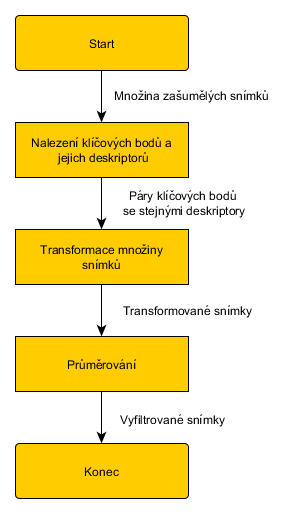 Start
Množina zašumělých snímků
Nalezení klíčových bodů a
jejich deskriptorů
Páry klíčových bodů
se stejnými deskriptory
Transformace množiny
snímků
Transformované snímky
Průměrování
Vyfiltrované snímky
Konec